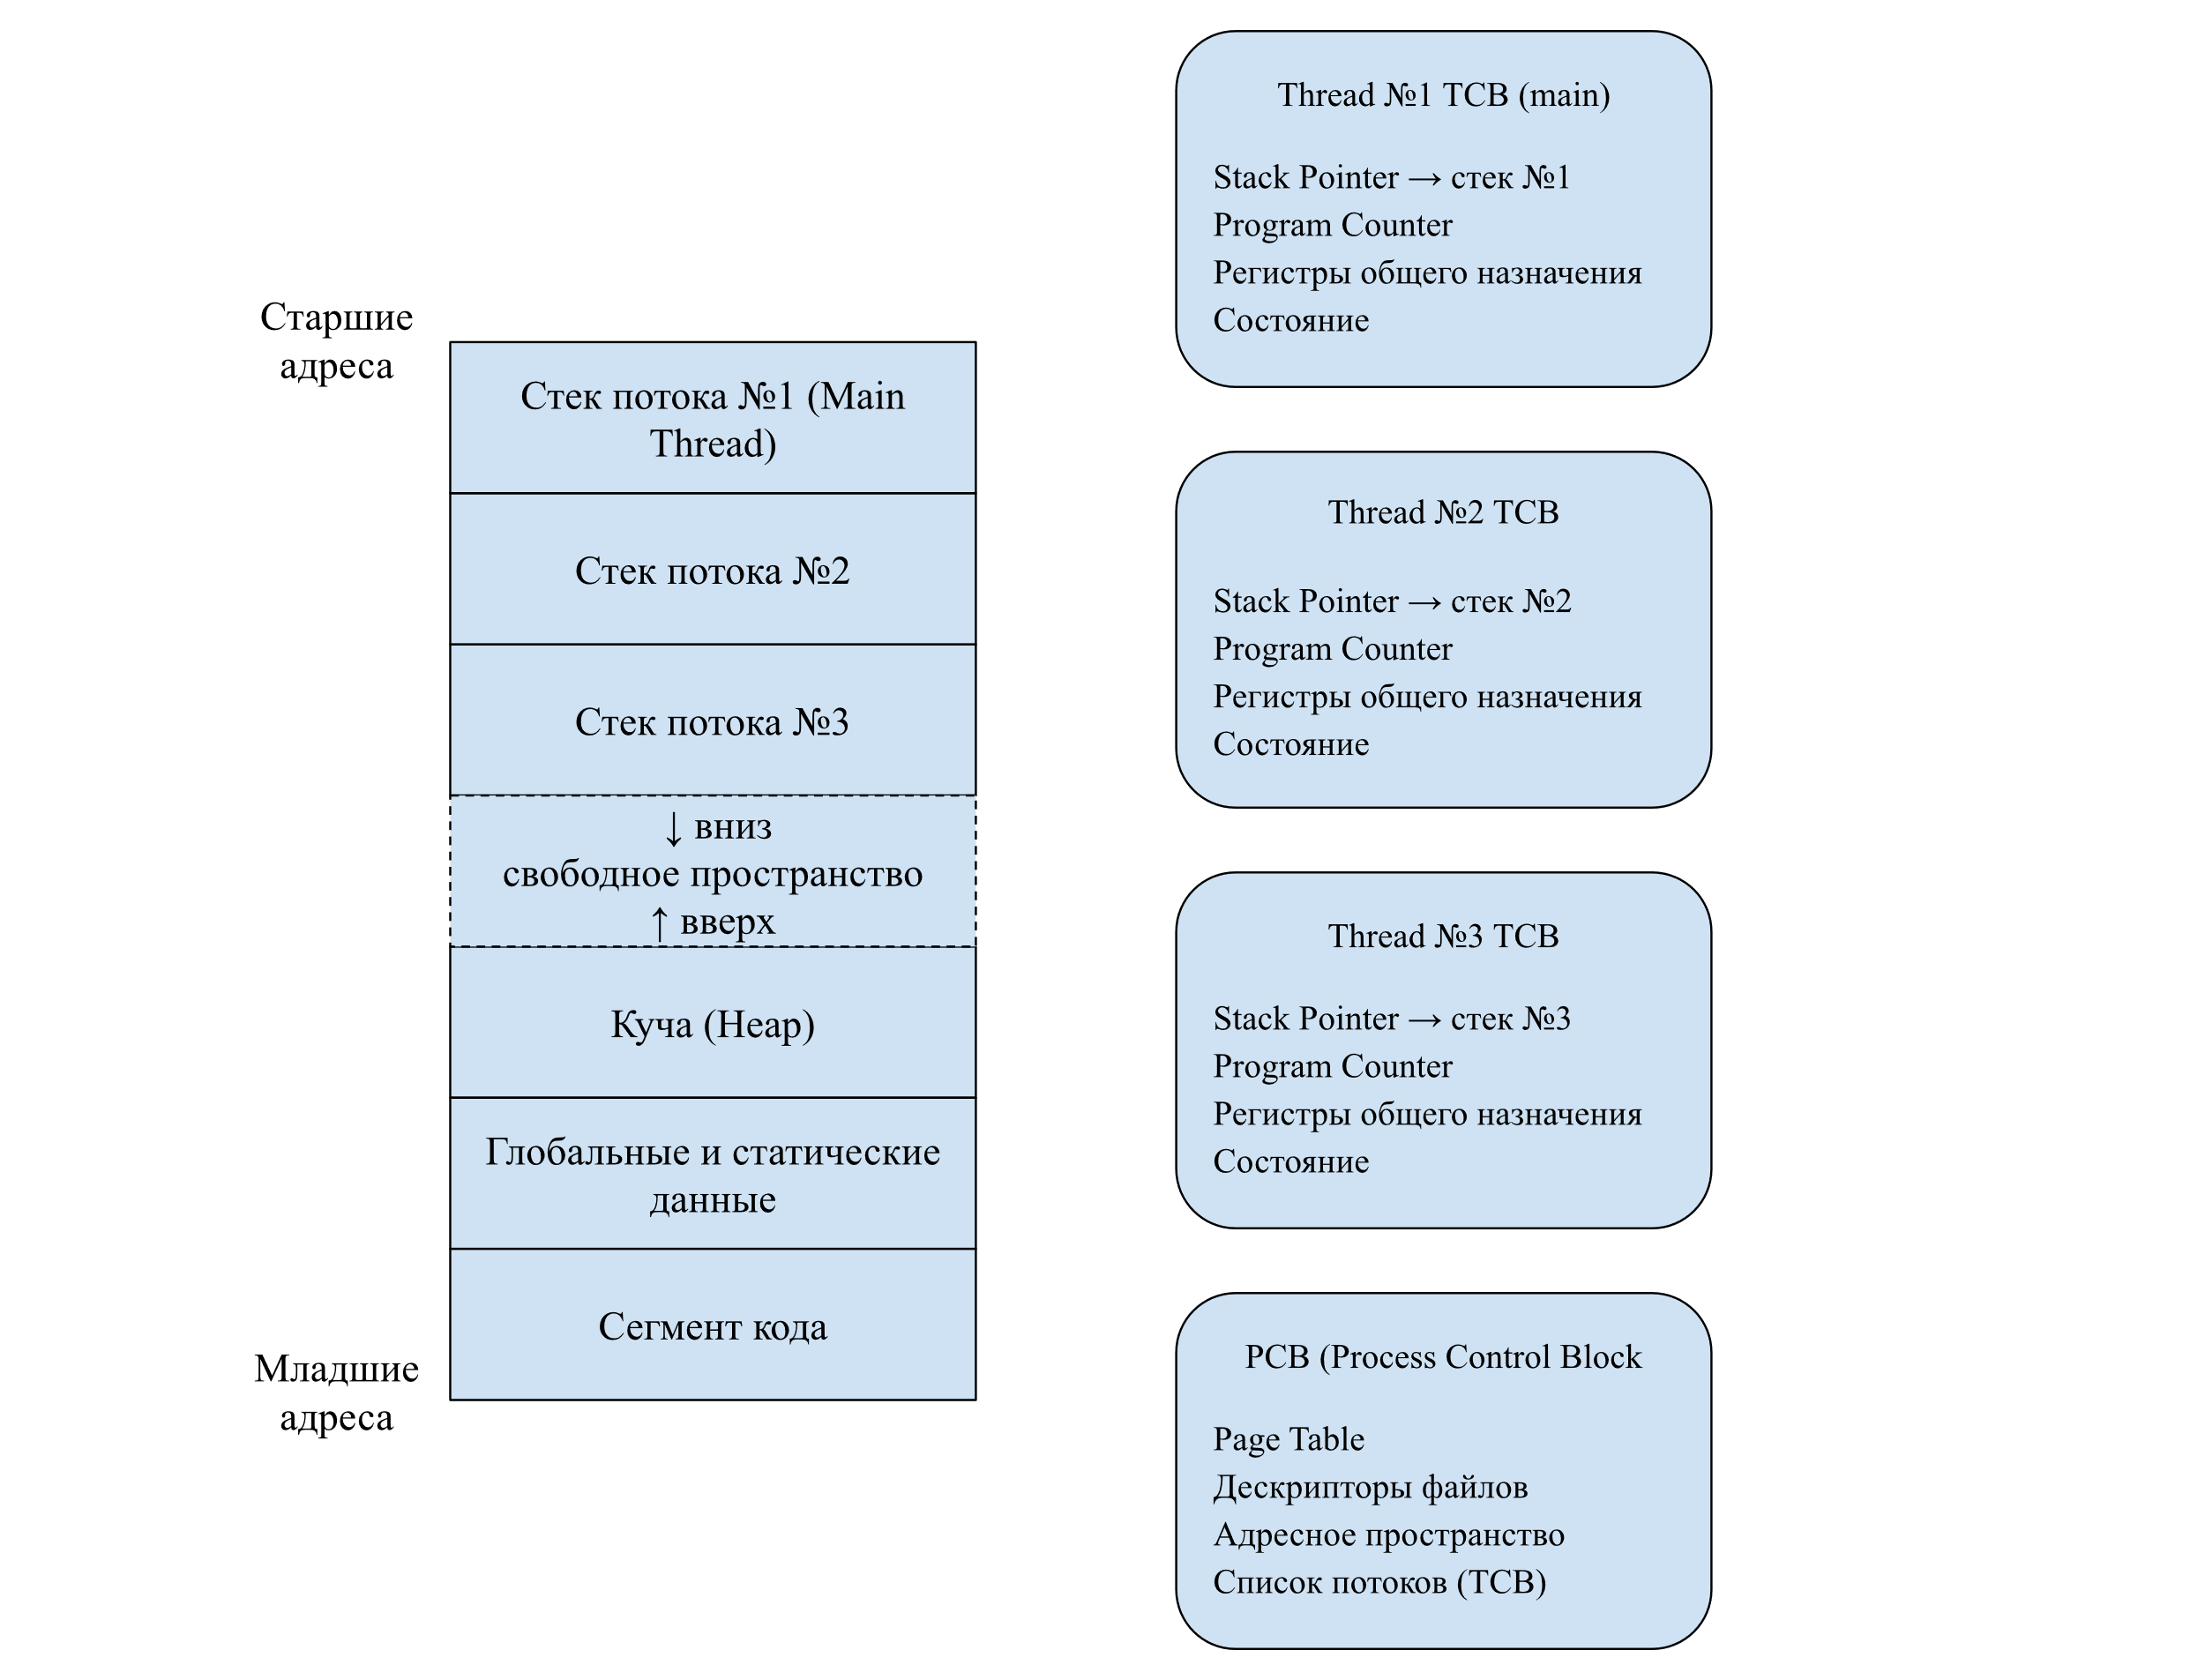 Старшие
адреса
Стек потока №1 (Main
Thread)
Стек потока №2
Стек потока №3
↓ вниз
свободное пространство
↑ вверх
Куча (Heap)
Глобальные и статические
данные
Сегмент кода
Младшие
адреса
Thread №1 TCB (main)
Stack Pointer → стек №1
Program Counter
Регистры общего назначения
Состояние
Thread №2 TCB
Stack Pointer → стек №2
Program Counter
Регистры общего назначения
Состояние
Thread №3 TCB
Stack Pointer → стек №3
Program Counter
Регистры общего назначения
Состояние
PCB (Process Control Block
Page Table
Дескрипторы файлов
Адресное пространство
Список потоков (TCB)